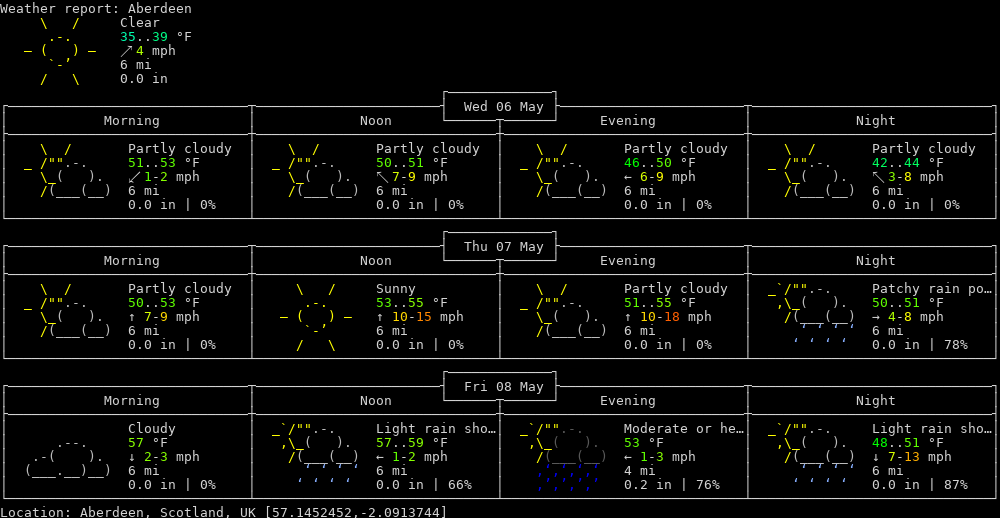 Weather report: Aberdeen
Clear
35..39 °F
↗ 4 mph
6 mi
0.0 in
Wed 06 May
Morning Noon Evening Night
Partly cloudy Partly cloudy Partly cloudy Partly cloudy
51..53 °F 50..51 °F 46..50 °F 42..44 °F
↙ 1-2 mph ↖ 7-9 mph ← 6-9 mph ↖ 3-8 mph
6 mi 6 mi 6 mi 6 mi
0.0 in | 0% 0.0 in | 0% 0.0 in | 0% 0.0 in | 0%
Thu 07 May
Morning Noon Evening Night
Partly cloudy Sunny Partly cloudy Patchy rain po…
50..53 °F 53..55 °F 51..55 °F 50..51 °F
↑ 7-9 mph ↑ 10-15 mph ↑ 10-18 mph → 4-8 mph
6 mi 6 mi 6 mi 6 mi
0.0 in | 0% 0.0 in | 0% 0.0 in | 0% 0.0 in | 78%
Fri 08 May
Morning Noon Evening Night
Cloudy Light rain sho… Moderate or he… Light rain sho…
57 °F 57..59 °F 53 °F 48..51 °F
↓ 2-3 mph ← 1-2 mph ← 1-3 mph ↓ 7-13 mph
6 mi 6 mi 4 mi 6 mi
0.0 in | 0% 0.0 in | 66% 0.2 in | 76% 0.0 in | 87%
Location: Aberdeen, Scotland, UK [57.1452452,-2.0913744]